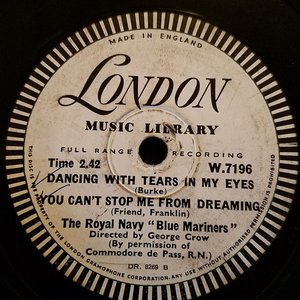 MADE IN ENGLAND
LONDON
MUSIC LIBRARY
FULL RANGE RECORDING
Time 2.42 W.7196
DANCING WITH TEARS IN MY EYES
(Burke)
YOU CAN'T STOP ME FROM DREAMING
(Friend, Franklin)
The Royal Navy "Blue Mariners"
Directed by George Crow
(By permission of
Commodore de Pass, R.N.)
DR. 8269 B